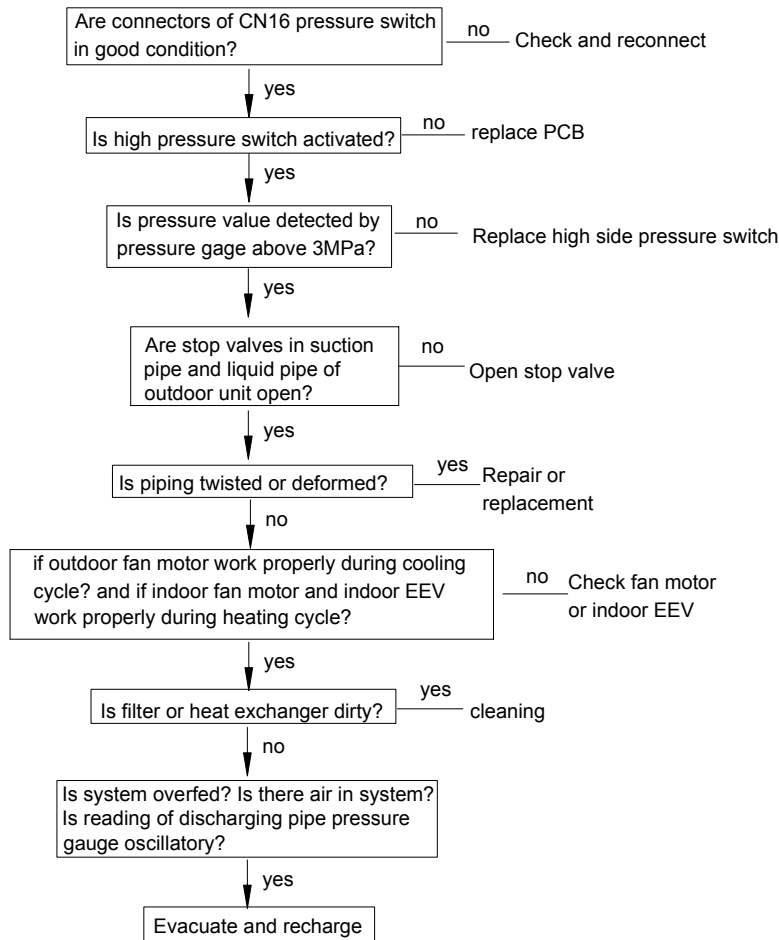 Are connectors of CN16 pressure switch
in good condition?
no
Check and reconnect
yes
Is high pressure switch activated?
no
replace PCB
yes
Is pressure value detected by
pressure gage above 3MPa?
no
Replace high side pressure switch
yes
Are stop valves in suction
pipe and liquid pipe of
outdoor unit open?
no
Open stop valve
yes
Is piping twisted or deformed?
yes
Repair or
replacement
no
if outdoor fan motor work properly during cooling
cycle? and if indoor fan motor and indoor EEV
work properly during heating cycle?
no
Check fan motor
or indoor EEV
yes
Is filter or heat exchanger dirty?
yes
cleaning
no
Is system overfed? Is there air in system?
Is reading of discharging pipe pressure
gauge oscillatory?
yes
Evacuate and recharge